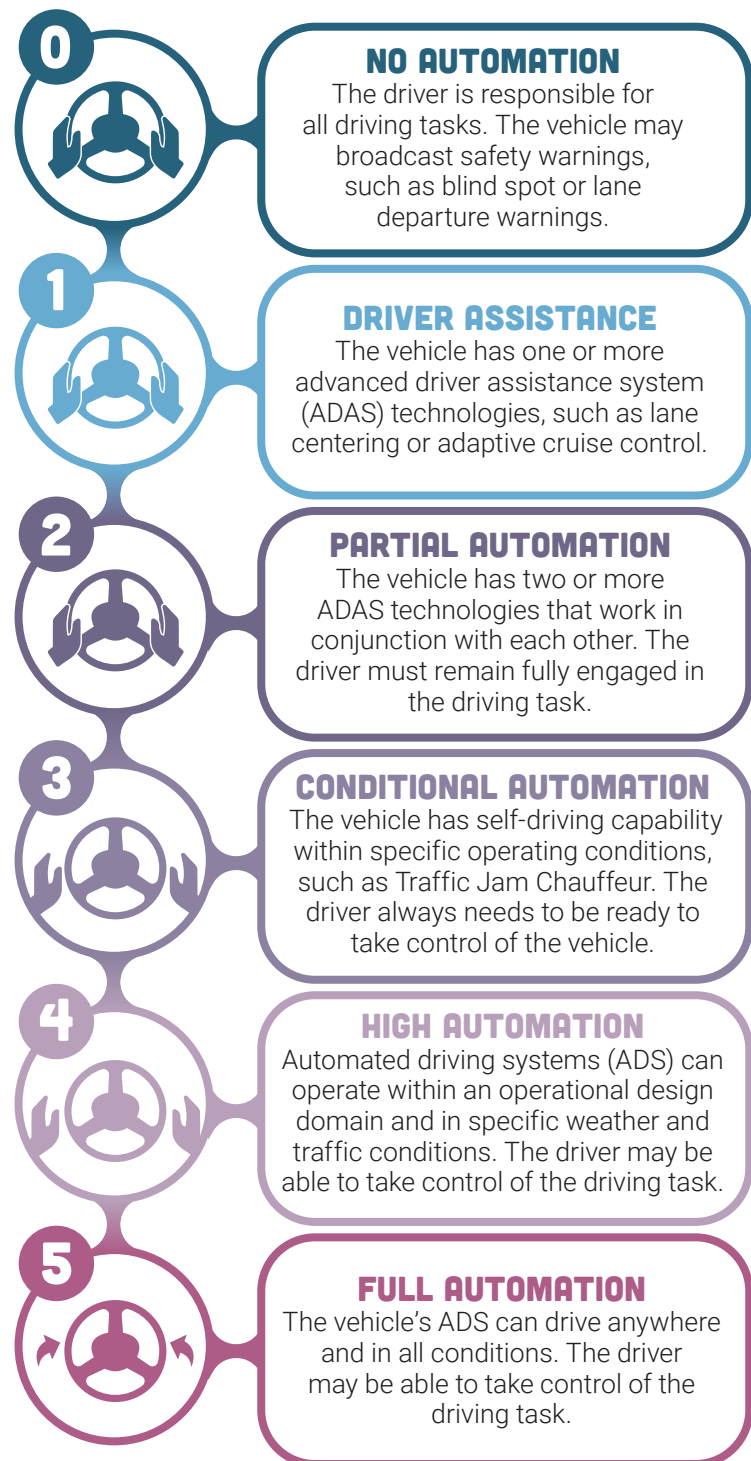 0
NO AUTOMATION
The driver is responsible for
all driving tasks. The vehicle may
broadcast safety warnings,
such as blind spot or lane
departure warnings.
1
DRIVER ASSISTANCE
The vehicle has one or more
advanced driver assistance system
(ADAS) technologies, such as lane
centering or adaptive cruise control.
2
PARTIAL AUTOMATION
The vehicle has two or more
ADAS technologies that work in
conjunction with each other. The
driver must remain fully engaged in
the driving task.
3
CONDITIONAL AUTOMATION
The vehicle has self-driving capability
within specific operating conditions,
such as Traffic Jam Chauffeur. The
driver always needs to be ready to
take control of the vehicle.
4
HIGH AUTOMATION
Automated driving systems (ADS) can
operate within an operational design
domain and in specific weather and
traffic conditions. The driver may be
able to take control of the driving task.
5
FULL AUTOMATION
The vehicle’s ADS can drive anywhere
and in all conditions. The driver
may be able to take control of the
driving task.